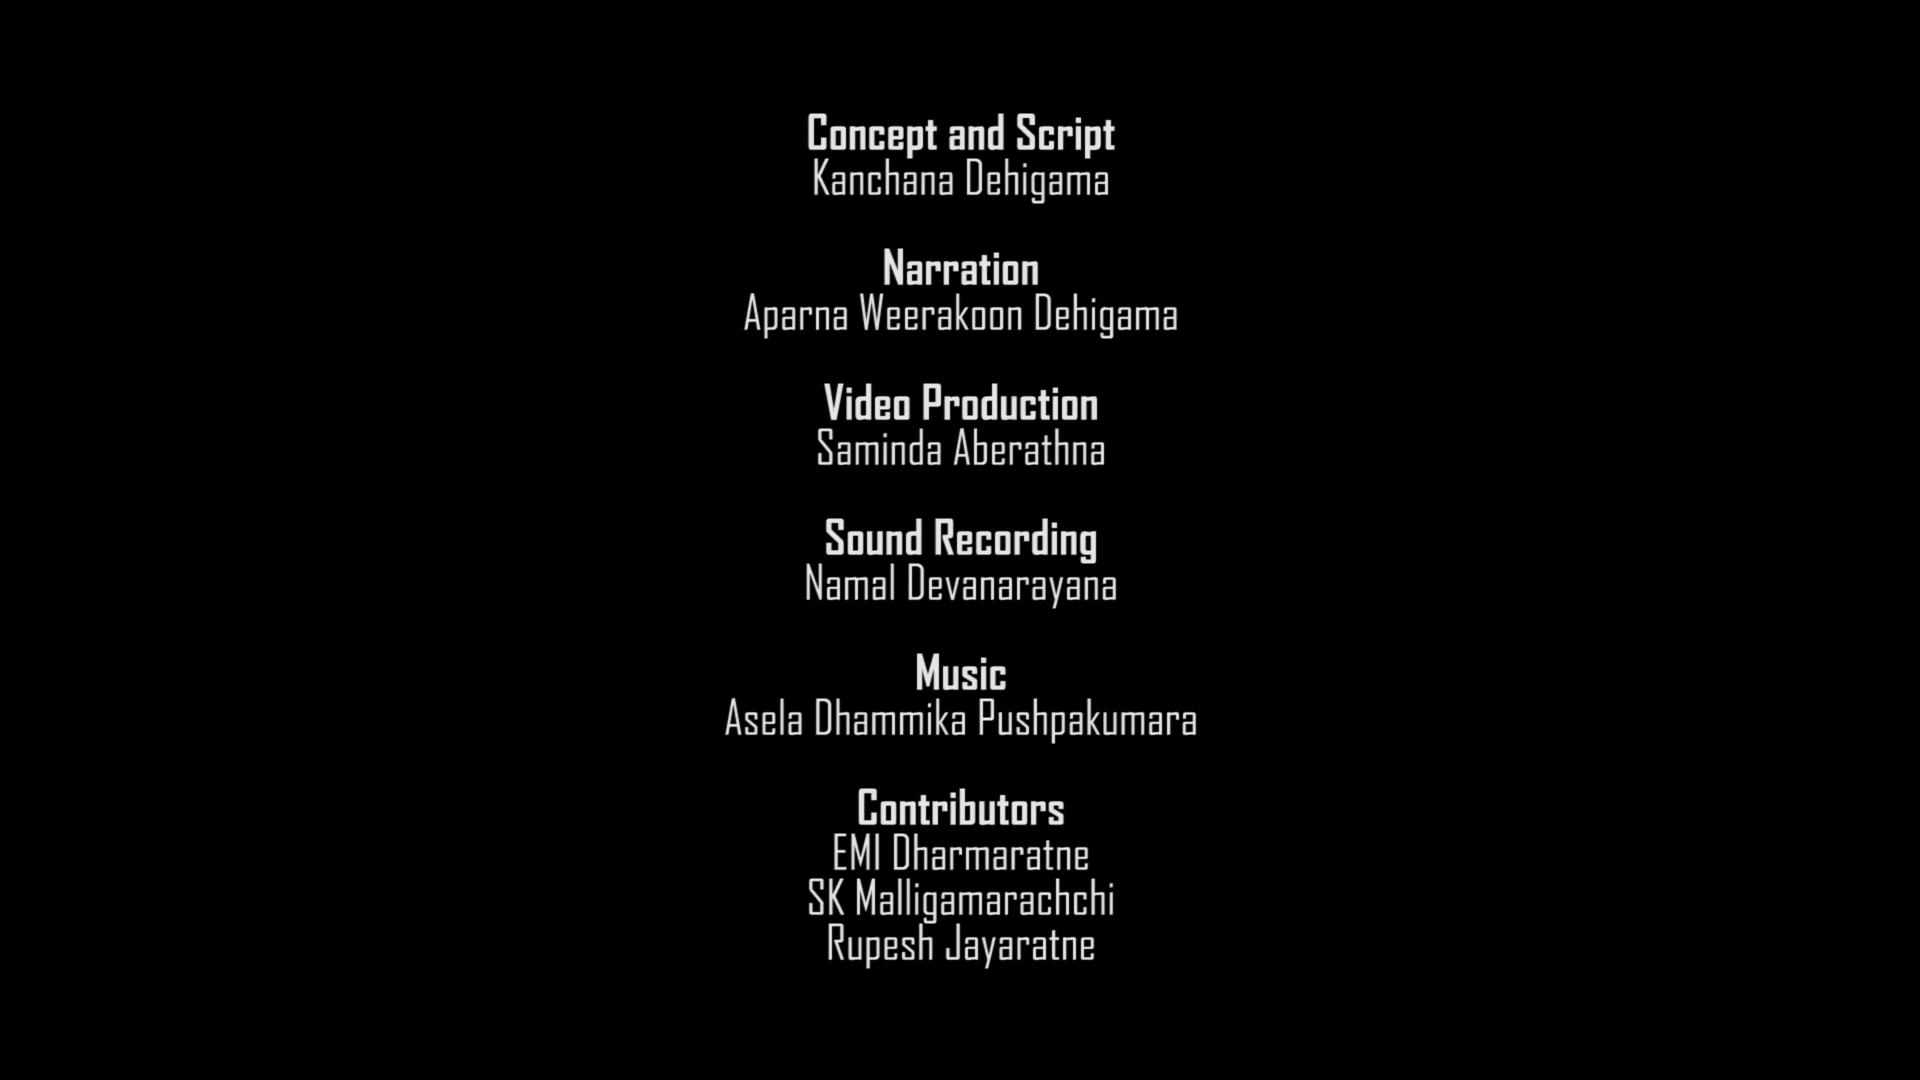 Concept and Script
Kanchana Dehigama
Narration
Aparna Weerakoon Dehigama
Video Production
Saminda Aberathna
Sound Recording
Namal Devanarayana
Music
Asela Dhammika Pushpakumara
Contributors
EMI Dharmaratne
SK Malligamarachchi
Rupesh Jayaratne